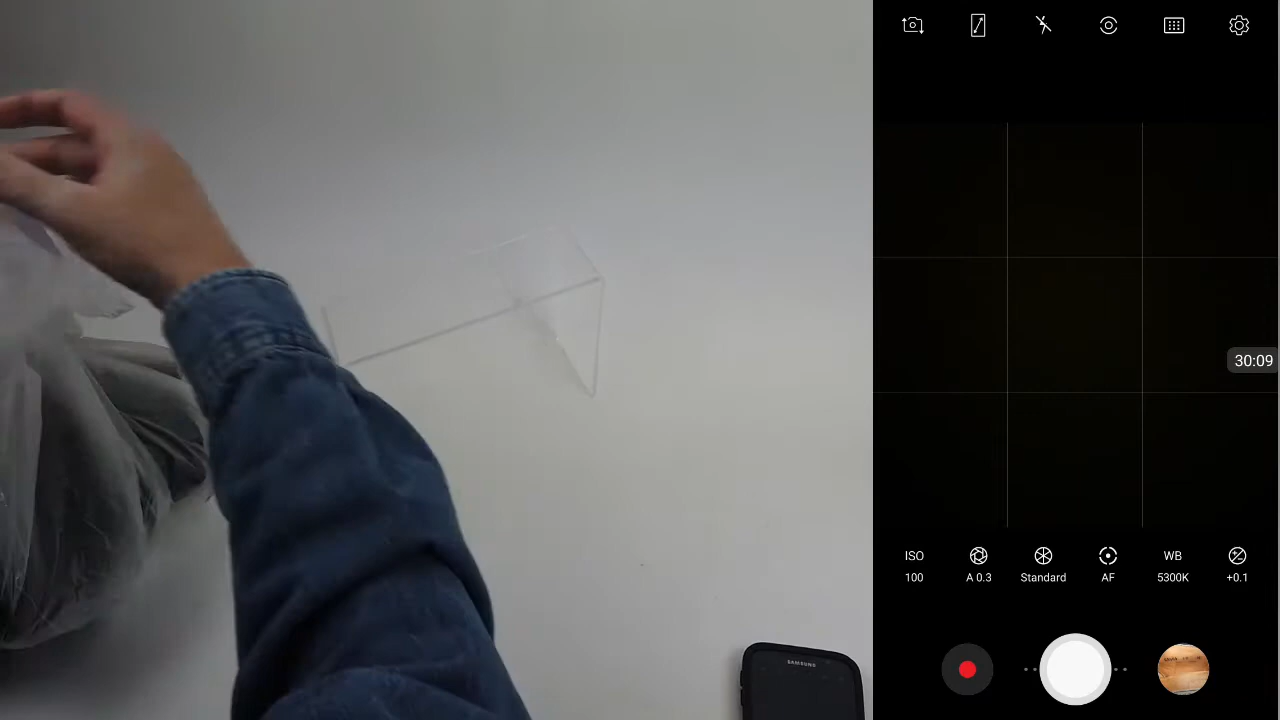 30:09
ISO
WB
100
A 0.3
Standard
AF
5300K
+0.1
SAMSUNG